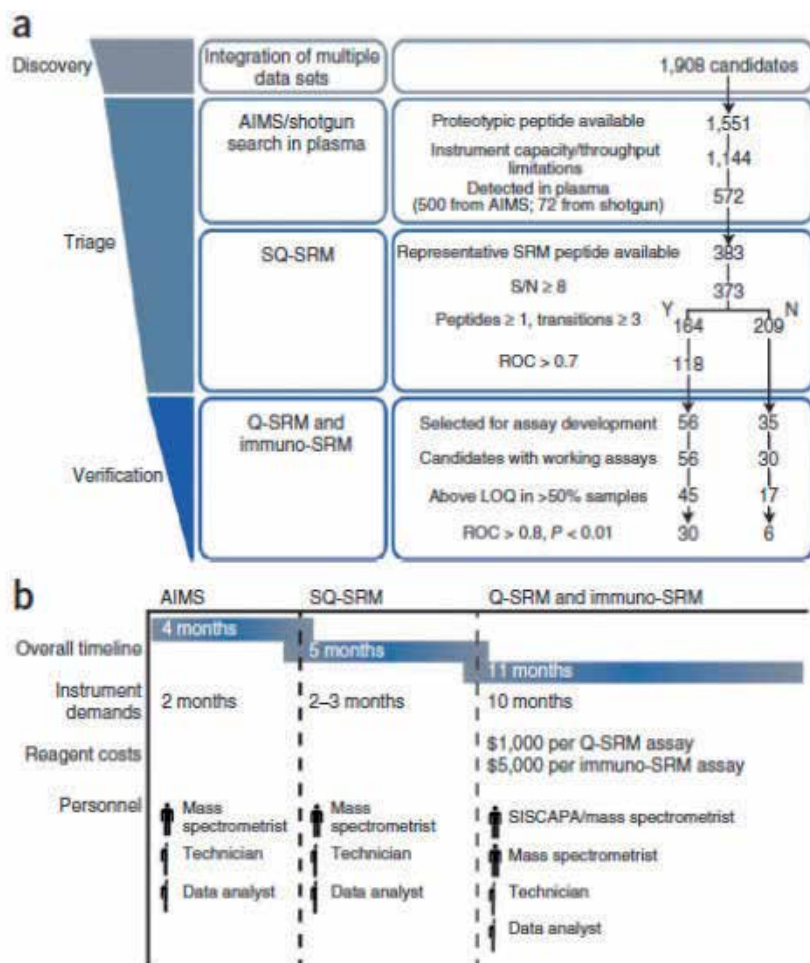 a
Discovery
Integration of multiple
data sets
1,908 candidates
Triage
AIMS/shotgun
search in plasma
Proteotypic peptide available
1,551
Instrument capacity/throughput
limitations
1,144
Detected in plasma
(500 from AIMS; 72 from shotgun)
572
SQ-SRM
Representative SRM peptide available
383
S/N ≥ 8
373
Y N
Peptides ≥ 1, transitions ≥ 3
164 209
ROC > 0.7
118
Verification
Q-SRM and
immuno-SRM
Selected for assay development 56 35
Candidates with working assays 56 30
Above LOQ in >50% samples 45 17
ROC > 0.8, P < 0.01 30 6
b
AIMS SQ-SRM Q-SRM and immuno-SRM
Overall timeline
4 months
5 months
11 months
Instrument
demands
2 months 2–3 months 10 months
Reagent costs
$1,000 per Q-SRM assay
$5,000 per immuno-SRM assay
Personnel
Mass
spectrometrist
Technician
Data analyst
Mass
spectrometrist
Technician
Data analyst
SISCAPA/mass spectrometrist
Mass spectrometrist
Technician
Data analyst